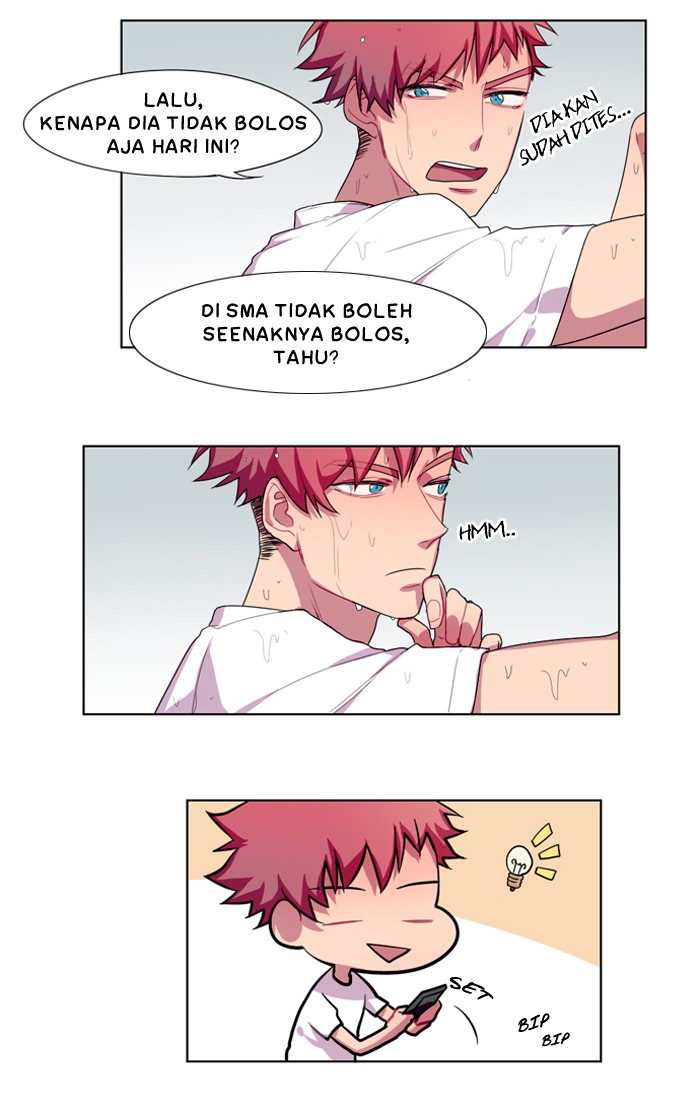 LALU,
KENAPA DIA TIDAK BOLOS
AJA HARI INI?
DIA KAN
SUDAH DITES...
DI SMA TIDAK BOLEH
SEENAKNYA BOLOS,
TAHU?
HMM..
SET
BIP
BIP